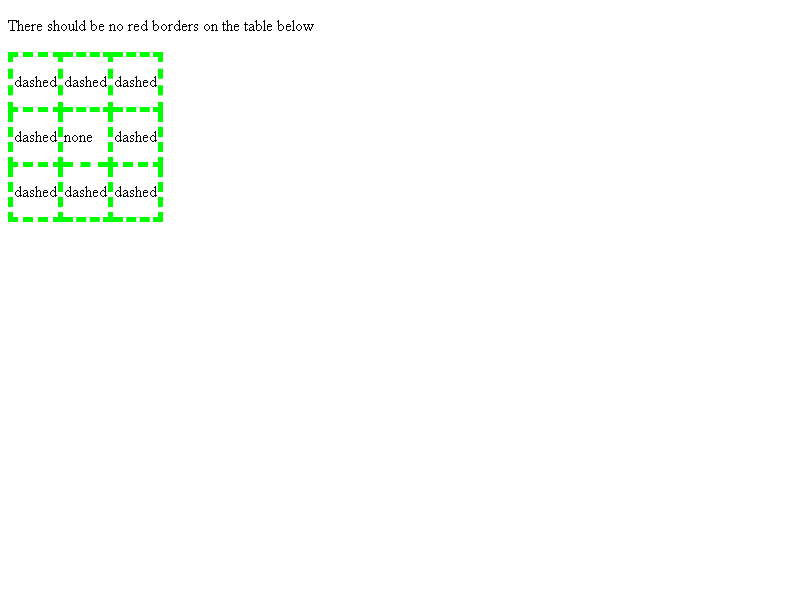 There should be no red borders on the table below
dashed dashed dashed
dashed none dashed
dashed dashed dashed